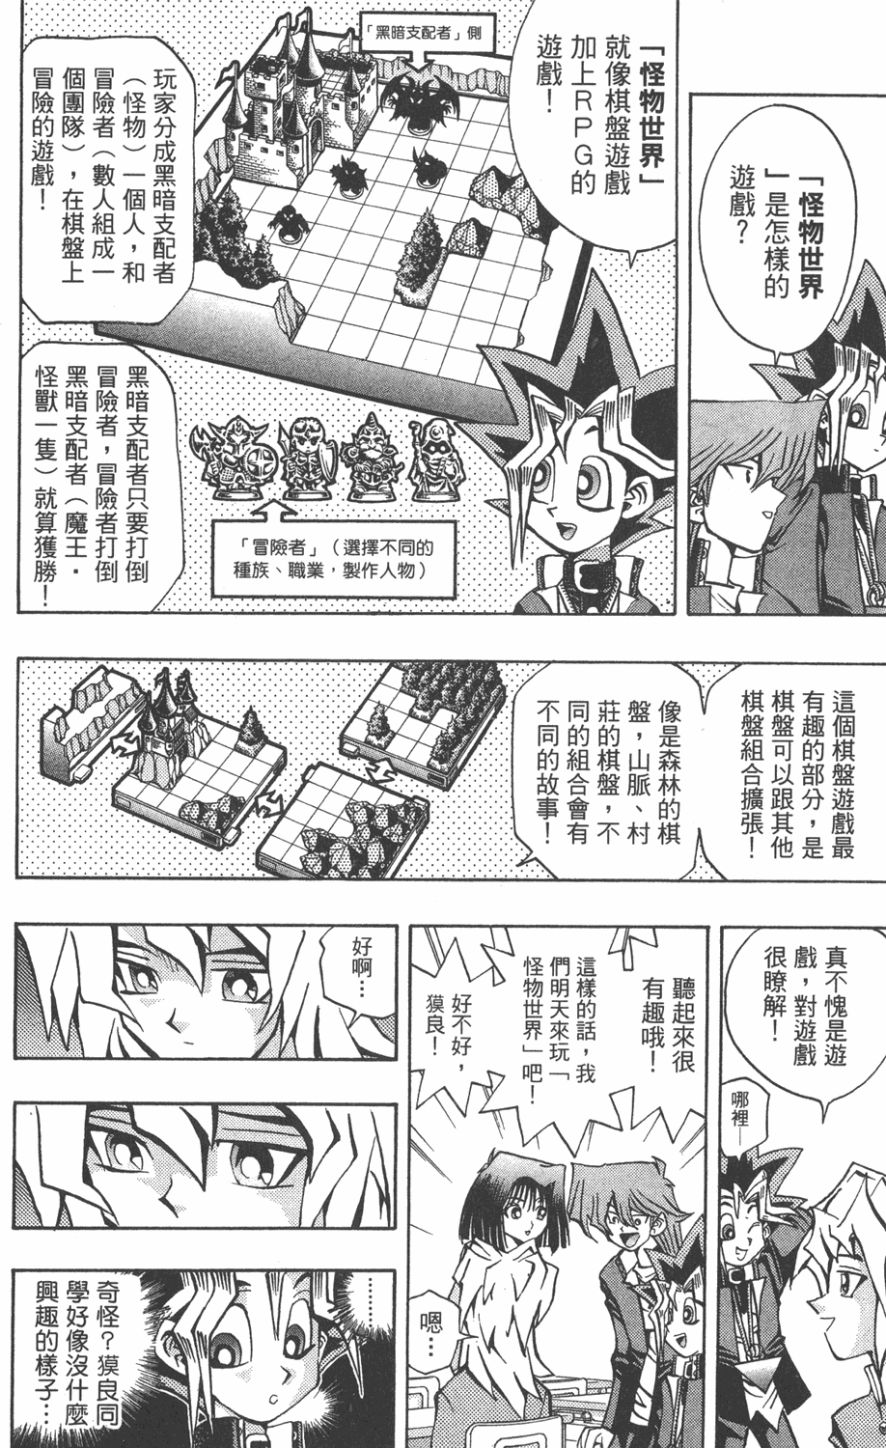 「怪物世界
」是怎樣的
遊戲？
「怪物世界」
就像棋盤遊戲
加上ＲＰＧ的
遊戲！
「黑暗支配者」側
玩家分成黑暗支配者
（怪物）一個人，和
冒險者（數人組成一
個團隊），在棋盤上
冒險的遊戲！
「冒險者」（選擇不同的
種族、職業，製作人物）
黑暗支配者只要打倒
冒險者，冒險者打倒
黑暗支配者（魔王．
怪獸一隻）就算獲勝！
這個棋盤遊戲最
有趣的部分，是
棋盤可以跟其他
棋盤組合擴張！
像是森林的棋
盤，山脈、村
莊的棋盤，不
同的組合會有
不同的故事！
真不愧是遊
戲，對遊戲
很瞭解！
哪裡…
聽起來很
有趣哦！
這樣的話，我
們明天來玩「
怪物世界」吧！
好不好，
獏良！
嗯…
好啊…
………
奇怪？獏良同
學好像沒什麼
興趣的樣子…